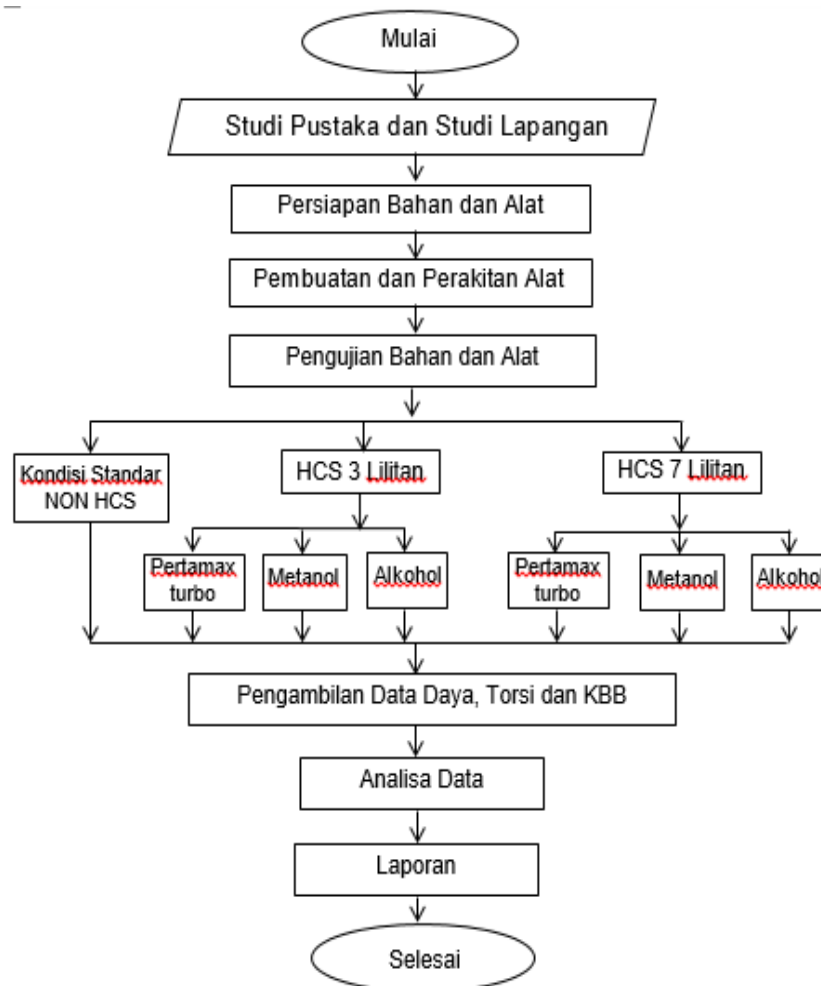 Mulai
Studi Pustaka dan Studi Lapangan
Persiapan Bahan dan Alat
Pembuatan dan Perakitan Alat
Pengujian Bahan dan Alat
Kondisi Standar
NON HCS
HCS 3 Lilitan
HCS 7 Lilitan
Pertamax
turbo
Metanol
Alkohol
Pertamax
turbo
Metanol
Alkohol
Pengambilan Data Daya, Torsi dan KBB
Analisa Data
Laporan
Selesai